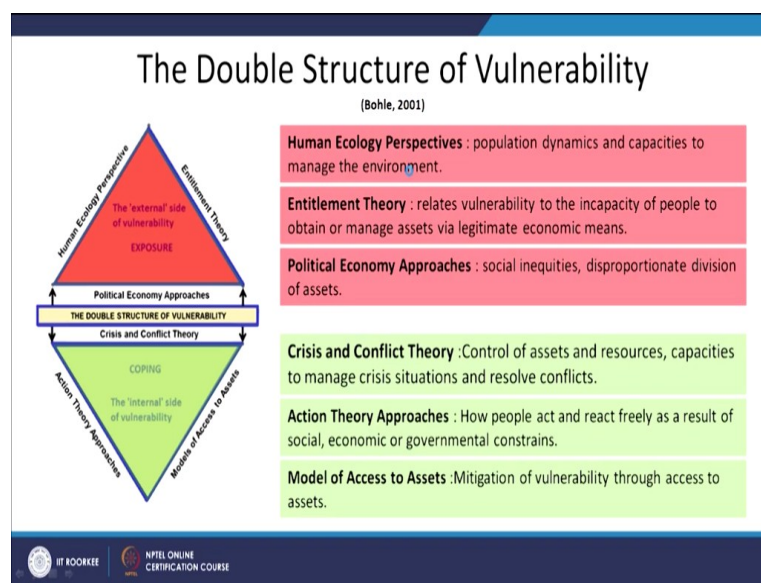 The Double Structure of Vulnerability
(Bohle, 2001)
Human Ecology Perspective
Entitlement Theory
The 'external' side
of vulnerability
EXPOSURE
Political Economy Approaches
THE DOUBLE STRUCTURE OF VULNERABILITY
Crisis and Conflict Theory
COPING
The 'internal' side
of vulnerability
Action Theory Approaches
Models of Access to Assets
Human Ecology Perspectives : population dynamics and capacities to
manage the environment.
Entitlement Theory : relates vulnerability to the incapacity of people to
obtain or manage assets via legitimate economic means.
Political Economy Approaches : social inequities, disproportionate division
of assets.
Crisis and Conflict Theory :Control of assets and resources, capacities
to manage crisis situations and resolve conflicts.
Action Theory Approaches : How people act and react freely as a result of
social, economic or governmental constrains.
Model of Access to Assets :Mitigation of vulnerability through access to
assets.
IIT ROORKEE
NPTEL ONLINE
CERTIFICATION COURSE